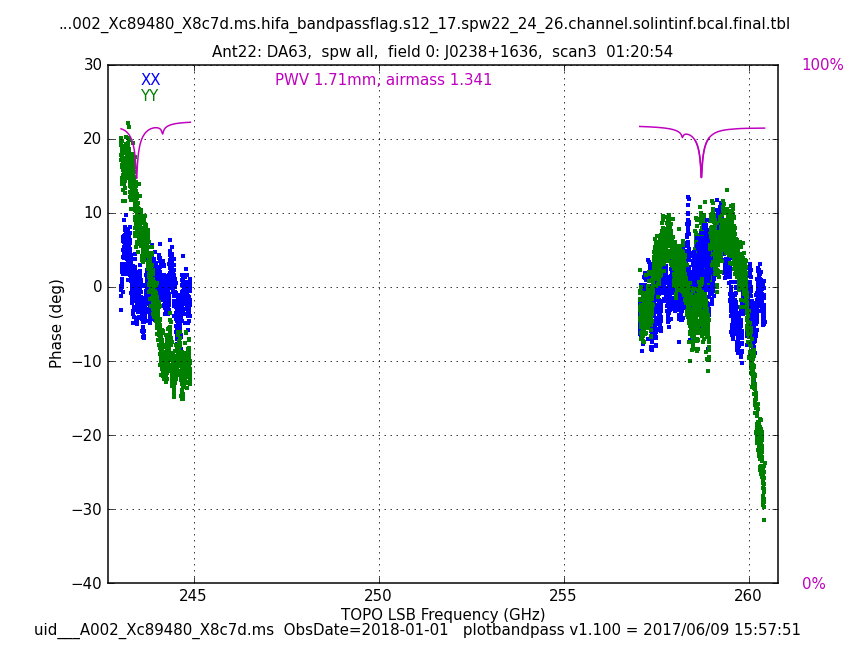 ...002_Xc89480_X8c7d.ms.hifa_bandpassflag.s12_17.spw22_24_26.channel.solintinf.bcal.final.tbl
Ant22: DA63, spw all, field 0: J0238+1636, scan3 01:20:54
30
100%
XX
PWV 1.71mm, airmass 1.341
YY
20
10
0
Phase (deg)
−10
−20
−30
−40
0%
245
250
255
260
TOPO LSB Frequency (GHz)
uid___A002_Xc89480_X8c7d.ms ObsDate=2018-01-01 plotbandpass v1.100 = 2017/06/09 15:57:51